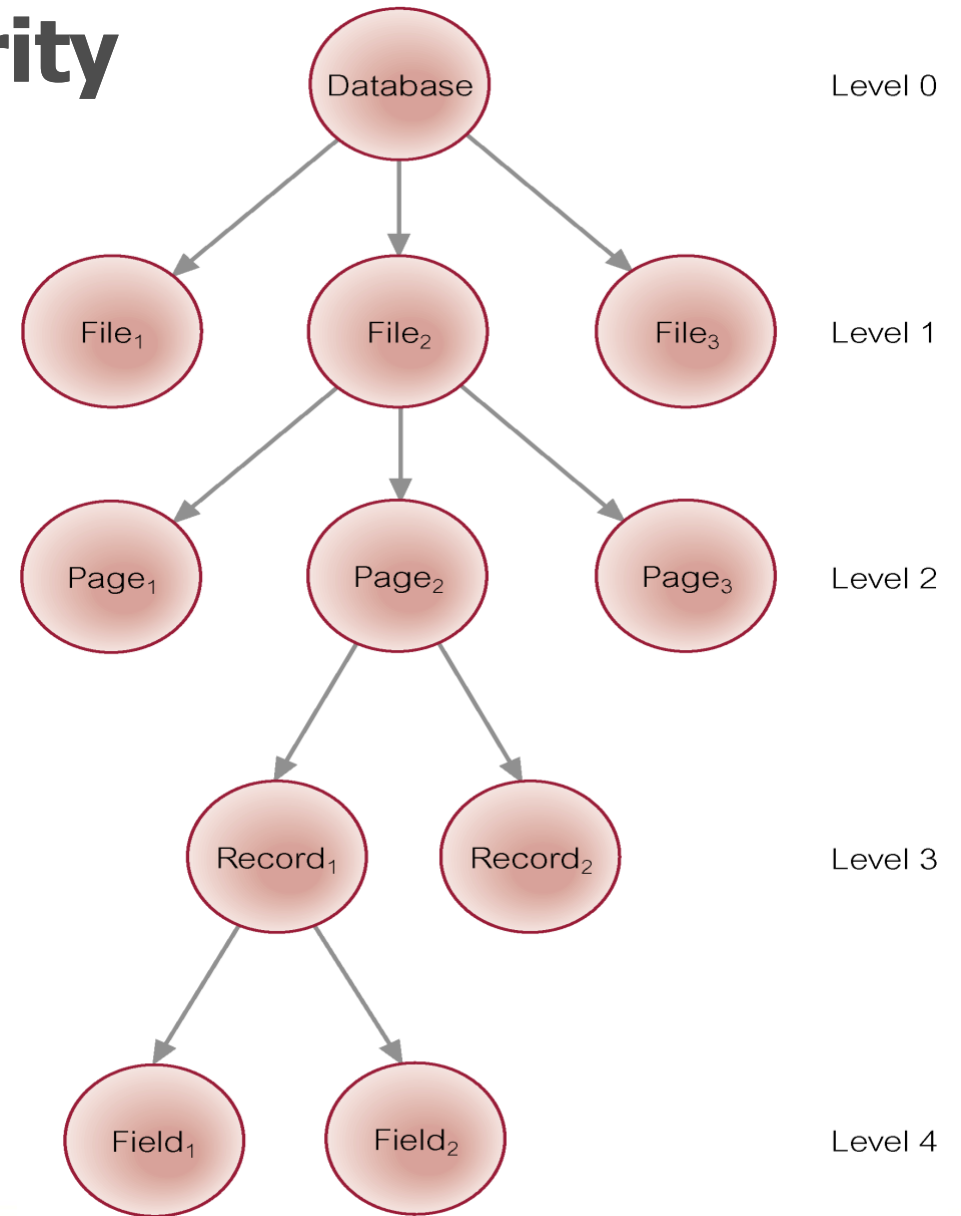 rity
Database Level 0
File₁ File₂ File₃ Level 1
Page₁ Page₂ Page₃ Level 2
Record₁ Record₂ Level 3
Field₁ Field₂ Level 4